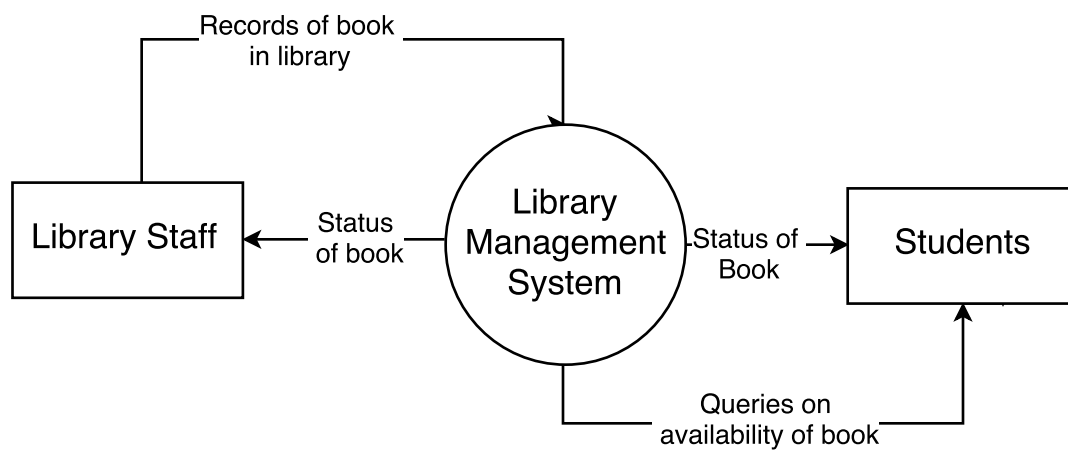 Records of book
in library
Library Staff
Status
of book
Library
Management
System
Status of
Book
Students
Queries on
availability of book